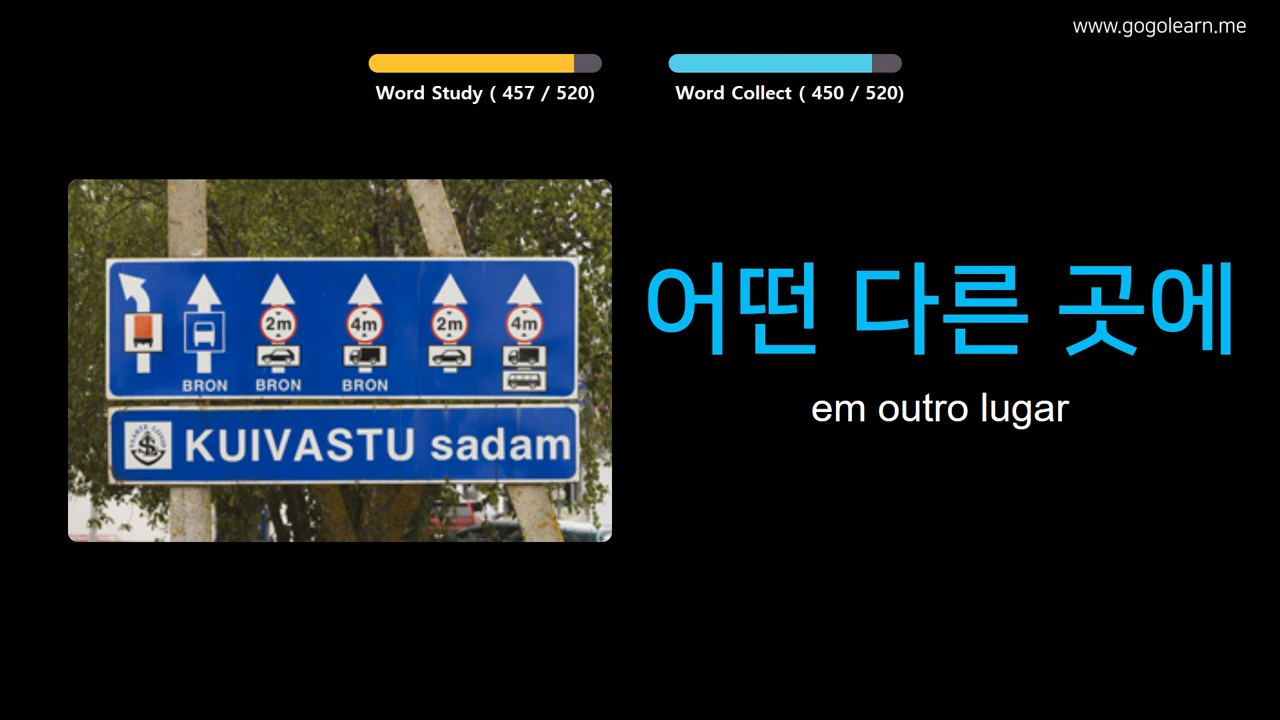 www.gogolearn.me
Word Study ( 457 / 520)
Word Collect ( 450 / 520)
2m 4m 2m 4m
BRON BRON BRON
KUIVASTU sadam
어떤 다른 곳에
em outro lugar